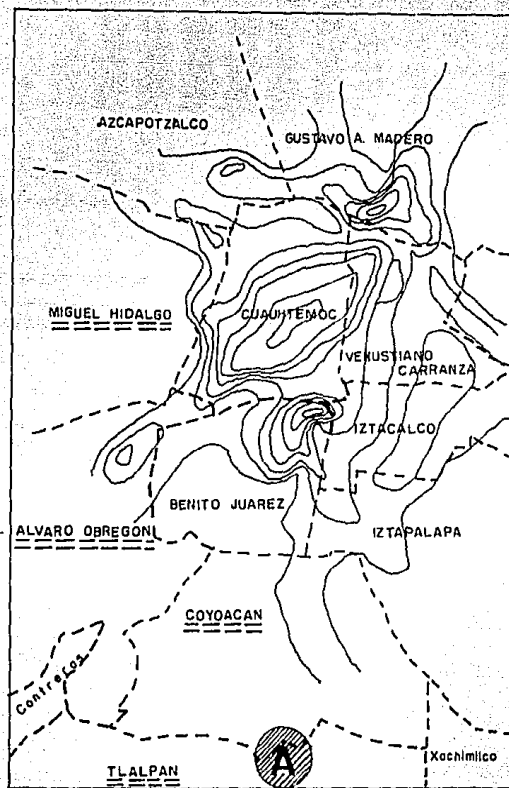 AZCAPOTZALCO
GUSTAVO A. MADERO
MIGUEL HIDALGO
CUAUHTEMOC
VENUSTIANO
CARRANZA
IZTACALCO
BENITO JUAREZ
IZTAPALAPA
ALVARO OBREGON
COYOACAN
Contreras
A
Xochimilco
TLALPAN